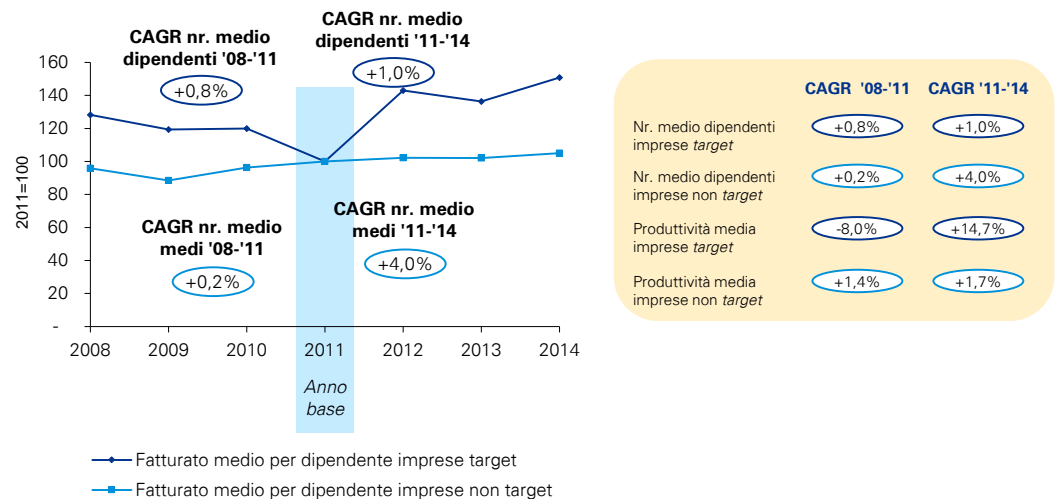 CAGR nr. medio
dipendenti '08-'11
+0,8%
CAGR nr. medio
dipendenti '11-'14
+1,0%
2011=100
160
140
120
100
80
60
40
20
-
CAGR nr. medio
medi '08-'11
+0,2%
CAGR nr. medio
medi '11-'14
+4,0%
2008 2009 2010 2011 2012 2013 2014
Anno
base
Fatturato medio per dipendente imprese target
Fatturato medio per dipendente imprese non target
CAGR '08-'11 CAGR '11-'14
Nr. medio dipendenti
imprese target
+0,8% +1,0%
Nr. medio dipendenti
imprese non target
+0,2% +4,0%
Produttività media
imprese target
-8,0% +14,7%
Produttività media
imprese non target
+1,4% +1,7%